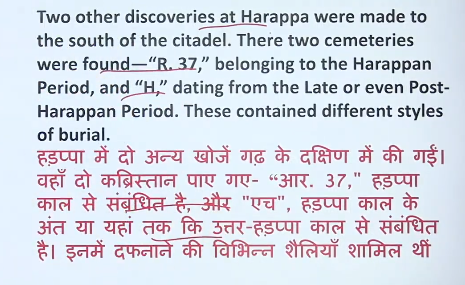 Two other discoveries at Harappa were made to
the south of the citadel. There two cemeteries
were found—“R. 37,” belonging to the Harappan
Period, and “H,” dating from the Late or even Post-
Harappan Period. These contained different styles
of burial.
हड़प्पा में दो अन्य खोजें गढ़ के दक्षिण में की गईं।
वहाँ दो कब्रिस्तान पाए गए- “आर. 37," हड़प्पा
काल से संबंधित है, और "एच", हड़प्पा काल के
अंत या यहां तक कि उत्तर-हड़प्पा काल से संबंधित
है। इनमें दफनाने की विभिन्न शैलियाँ शामिल थीं